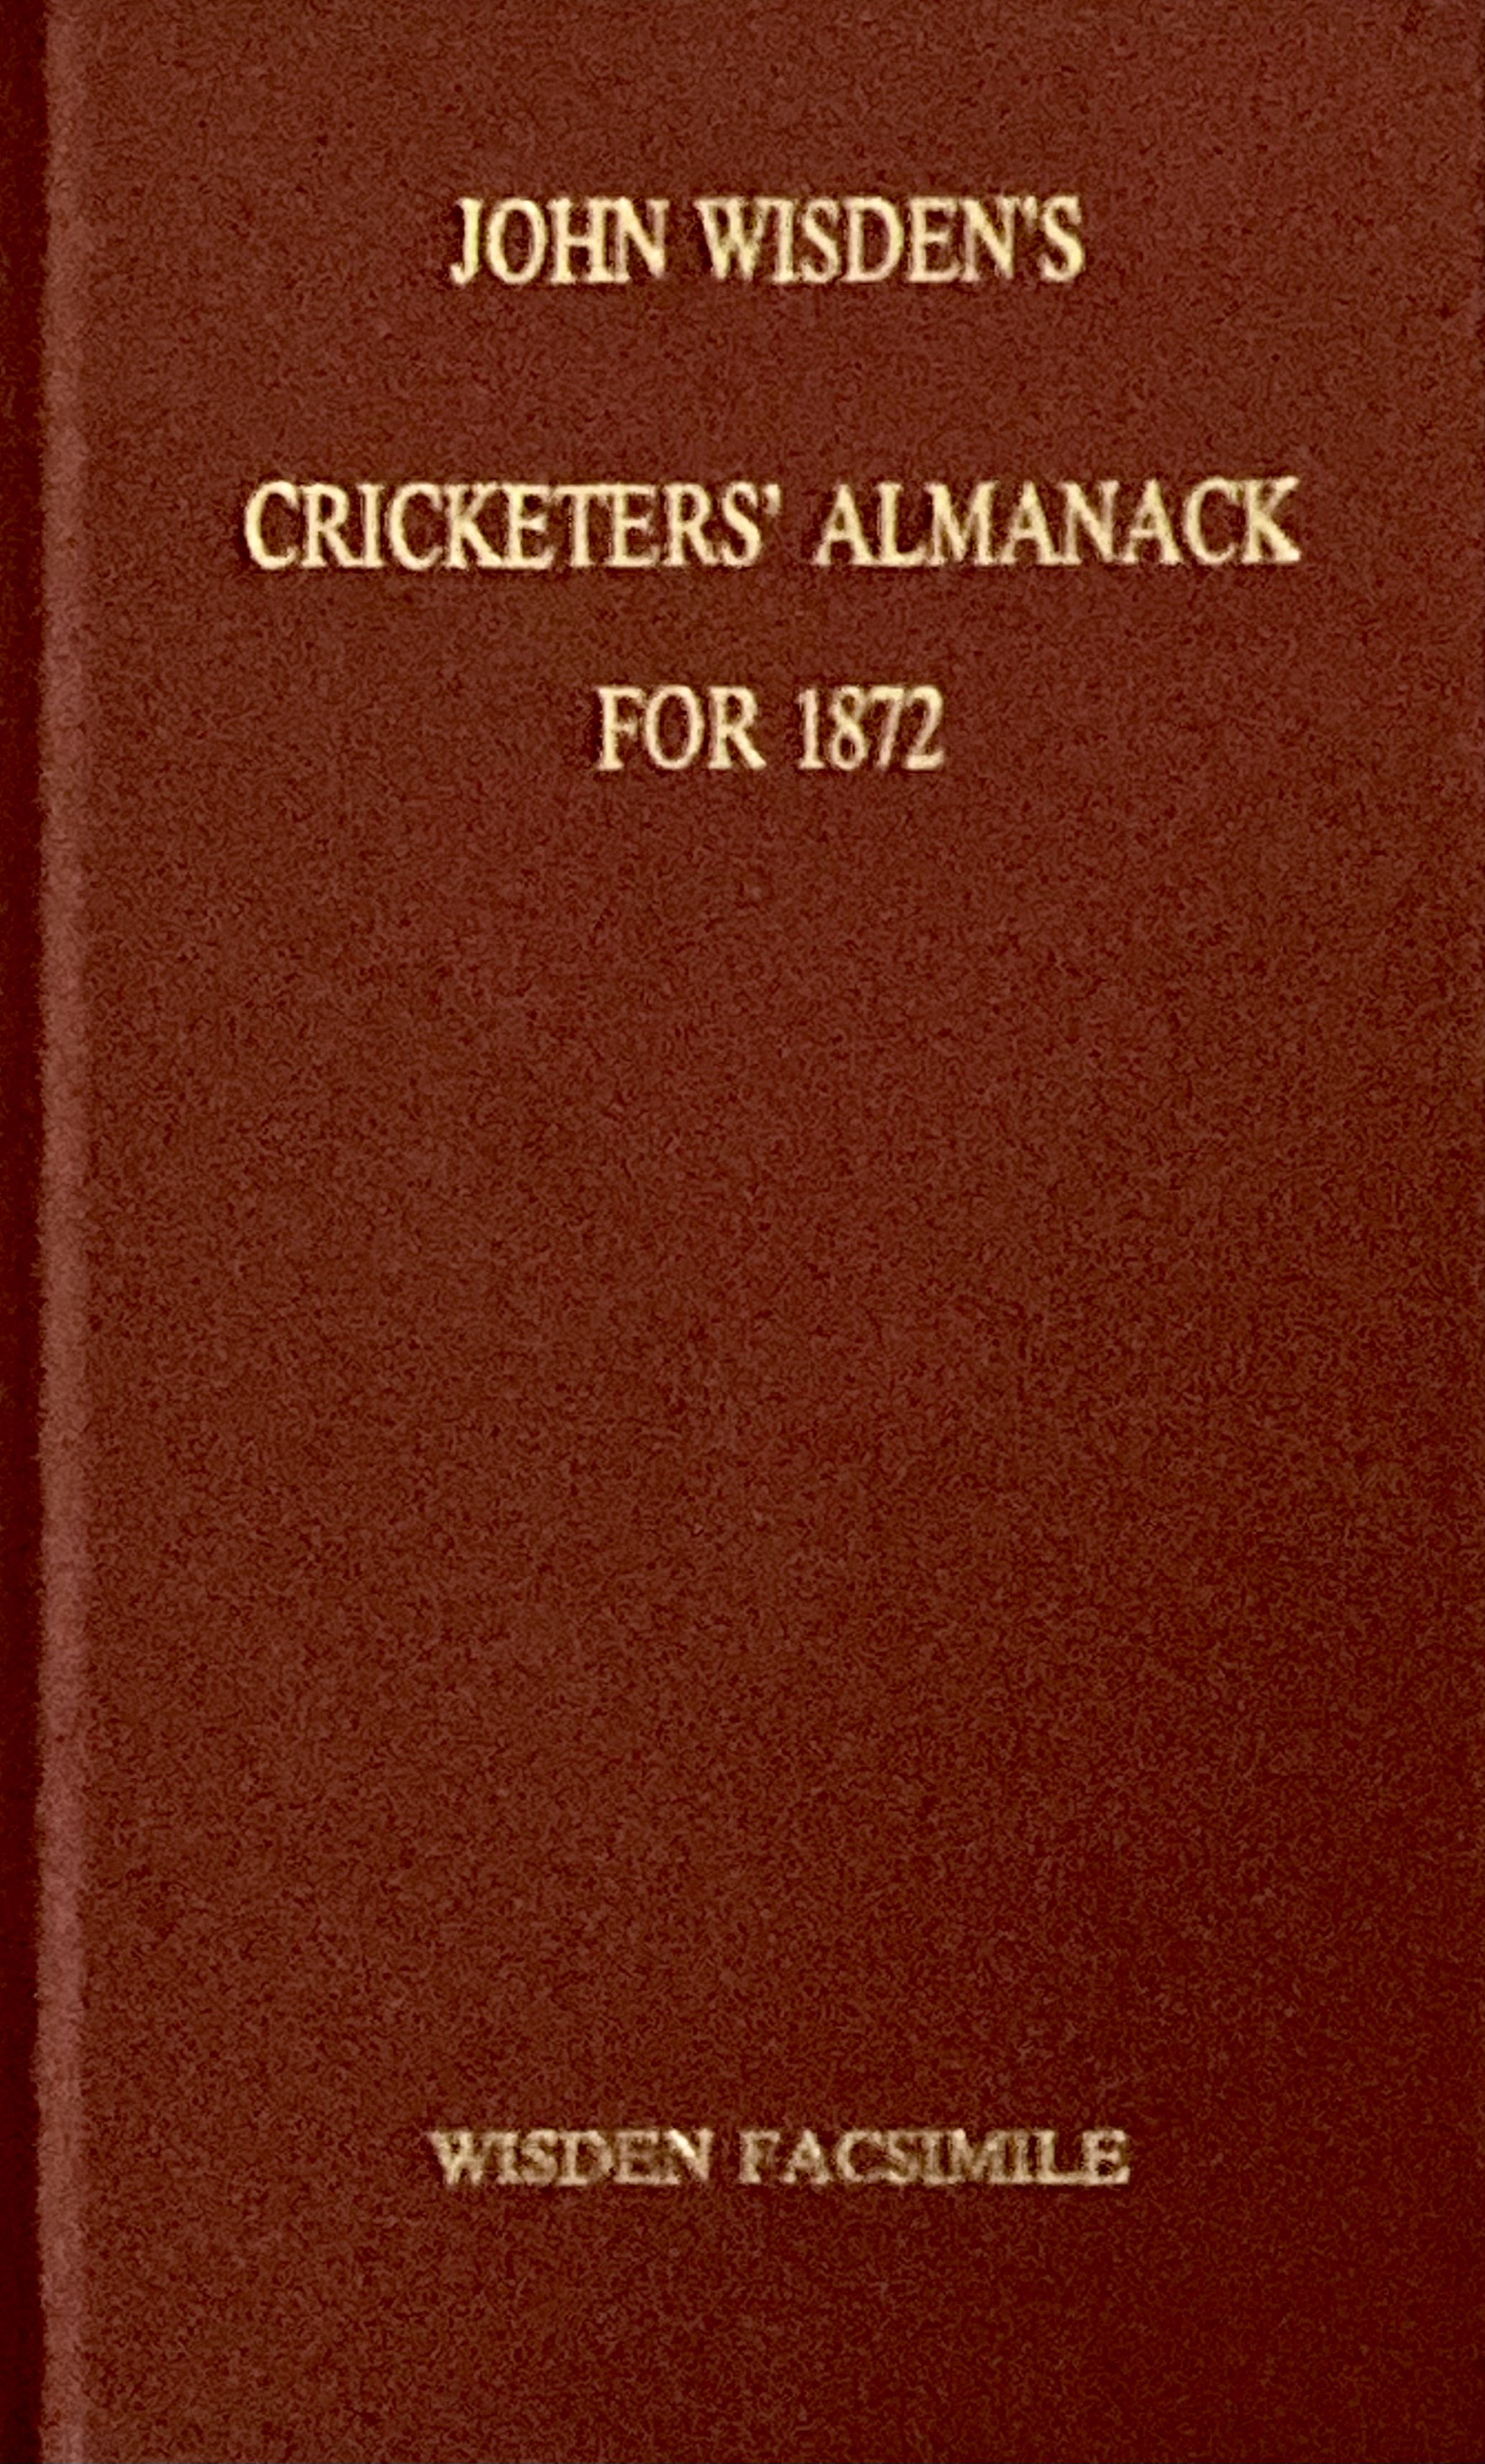 JOHN WISDEN'S
CRICKETERS' ALMANACK
FOR 1872
WISDEN FACSIMILE